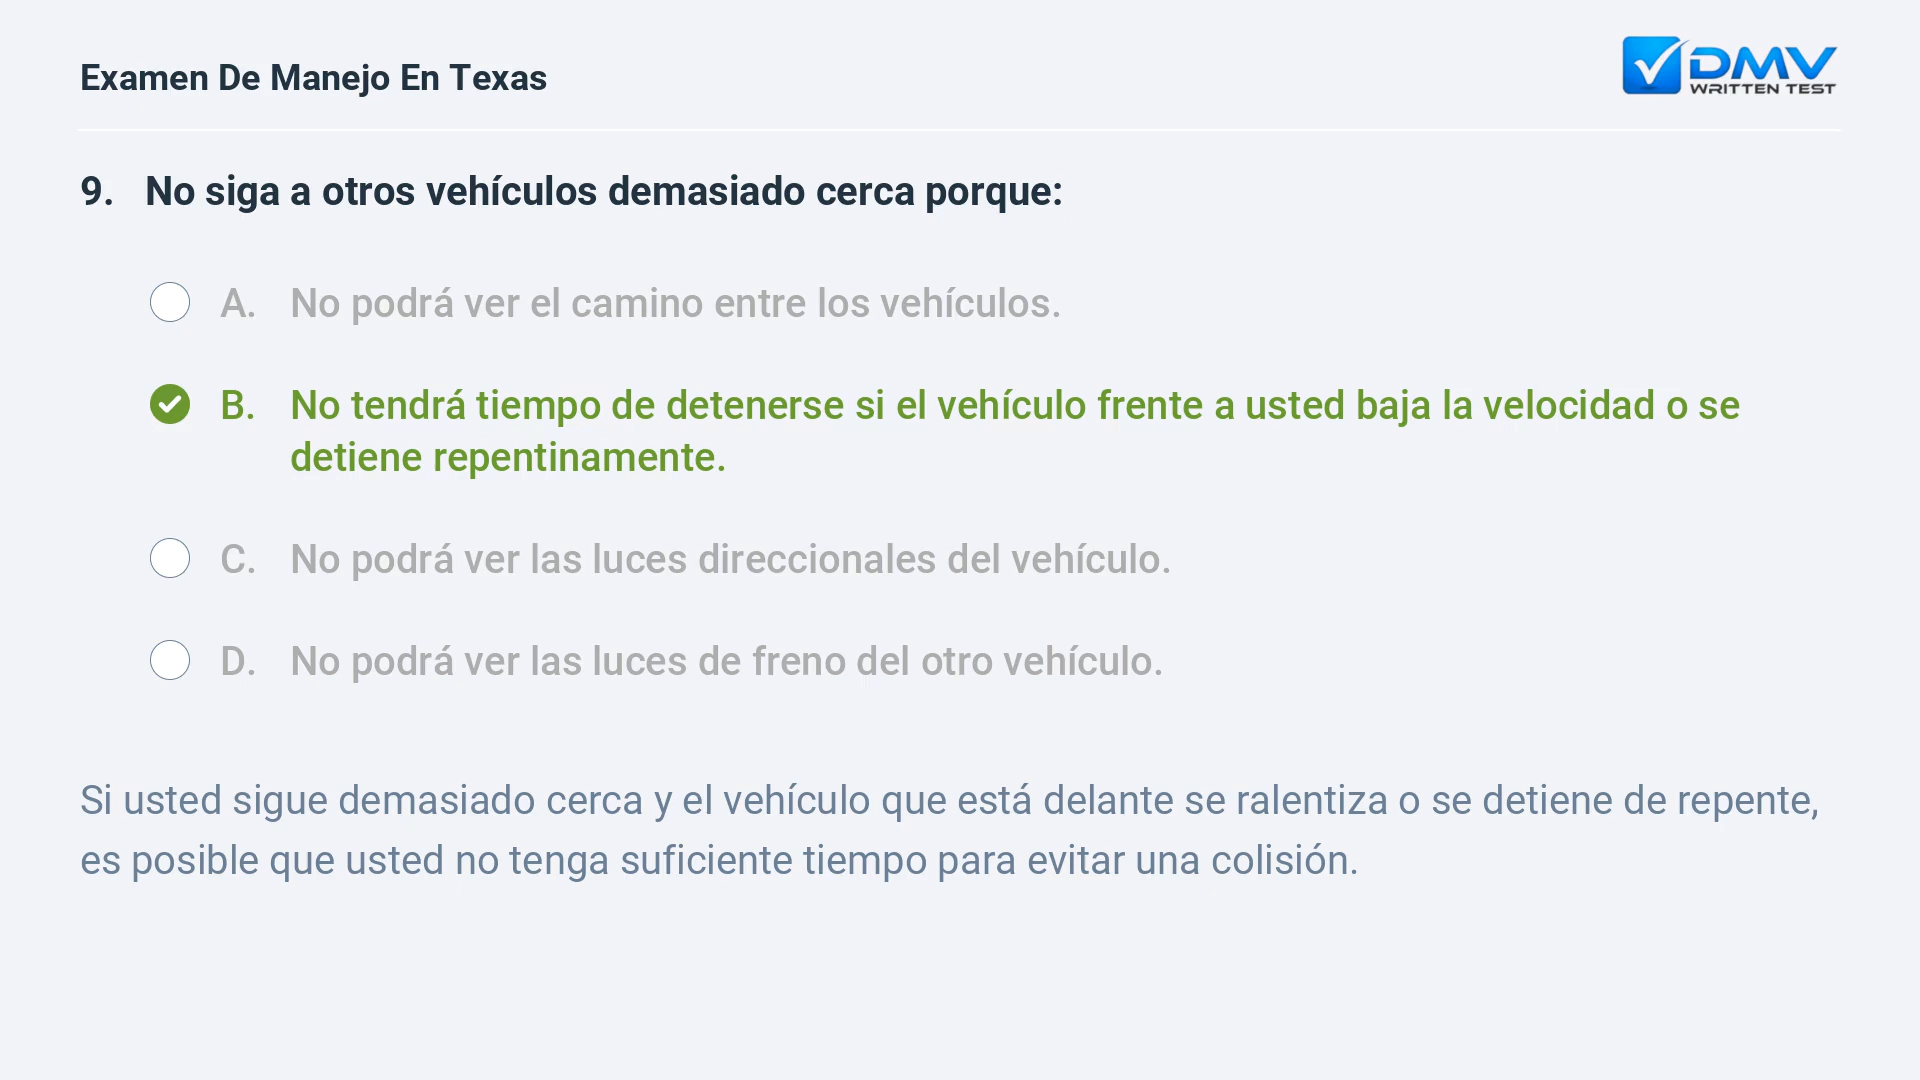 Examen De Manejo En Texas
DMV
WRITTEN TEST
9. No siga a otros vehículos demasiado cerca porque:
A. No podrá ver el camino entre los vehículos.
B. No tendrá tiempo de detenerse si el vehículo frente a usted baja la velocidad o se
detiene repentinamente.
C. No podrá ver las luces direccionales del vehículo.
D. No podrá ver las luces de freno del otro vehículo.
Si usted sigue demasiado cerca y el vehículo que está delante se ralentiza o se detiene de repente,
es posible que usted no tenga suficiente tiempo para evitar una colisión.